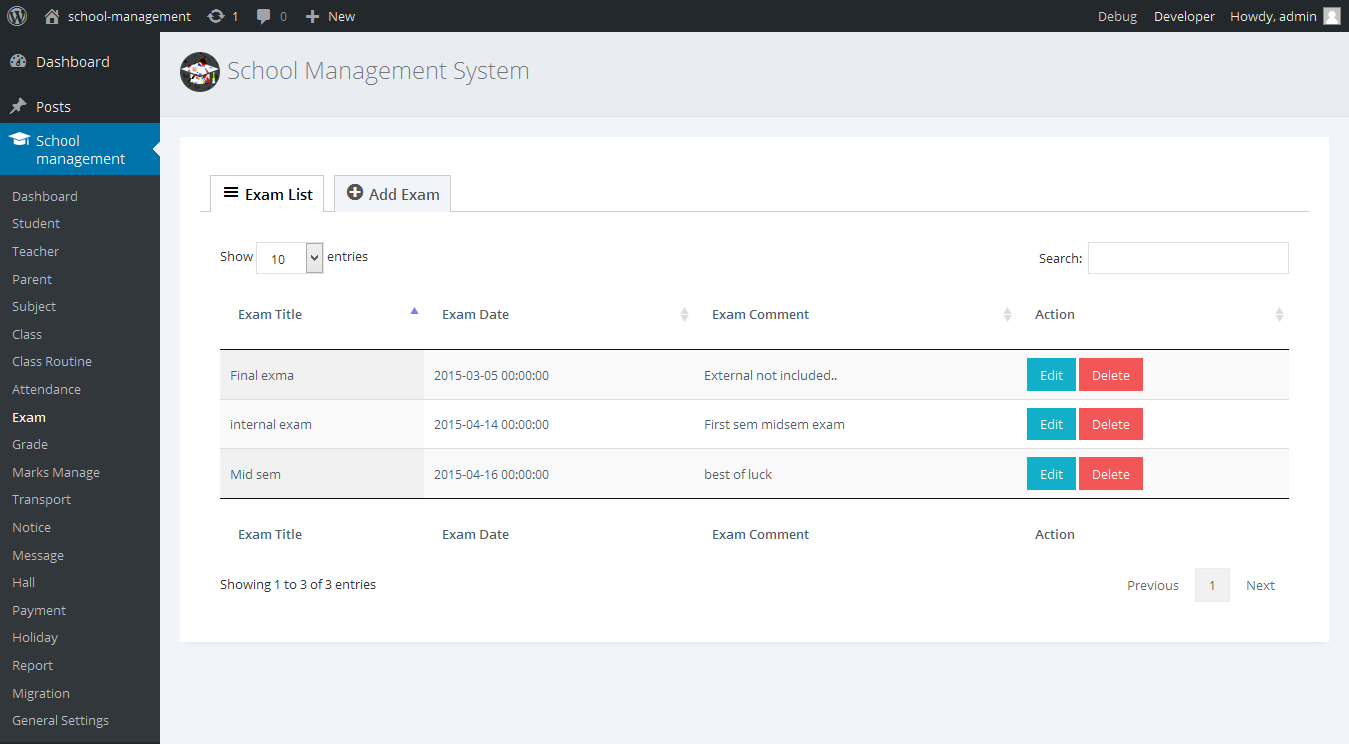 school-management 1 0 New Debug Developer Howdy, admin
Dashboard
Posts
School
management
Dashboard
Student
Teacher
Parent
Subject
Class
Class Routine
Attendance
Exam
Grade
Marks Manage
Transport
Notice
Message
Hall
Payment
Holiday
Report
Migration
General Settings
School Management System
Exam List Add Exam
Show 10 entries Search:
Exam Title Exam Date Exam Comment Action
Final exma 2015-03-05 00:00:00 External not included.. Edit Delete
internal exam 2015-04-14 00:00:00 First sem midsem exam Edit Delete
Mid sem 2015-04-16 00:00:00 best of luck Edit Delete
Exam Title Exam Date Exam Comment Action
Showing 1 to 3 of 3 entries Previous 1 Next